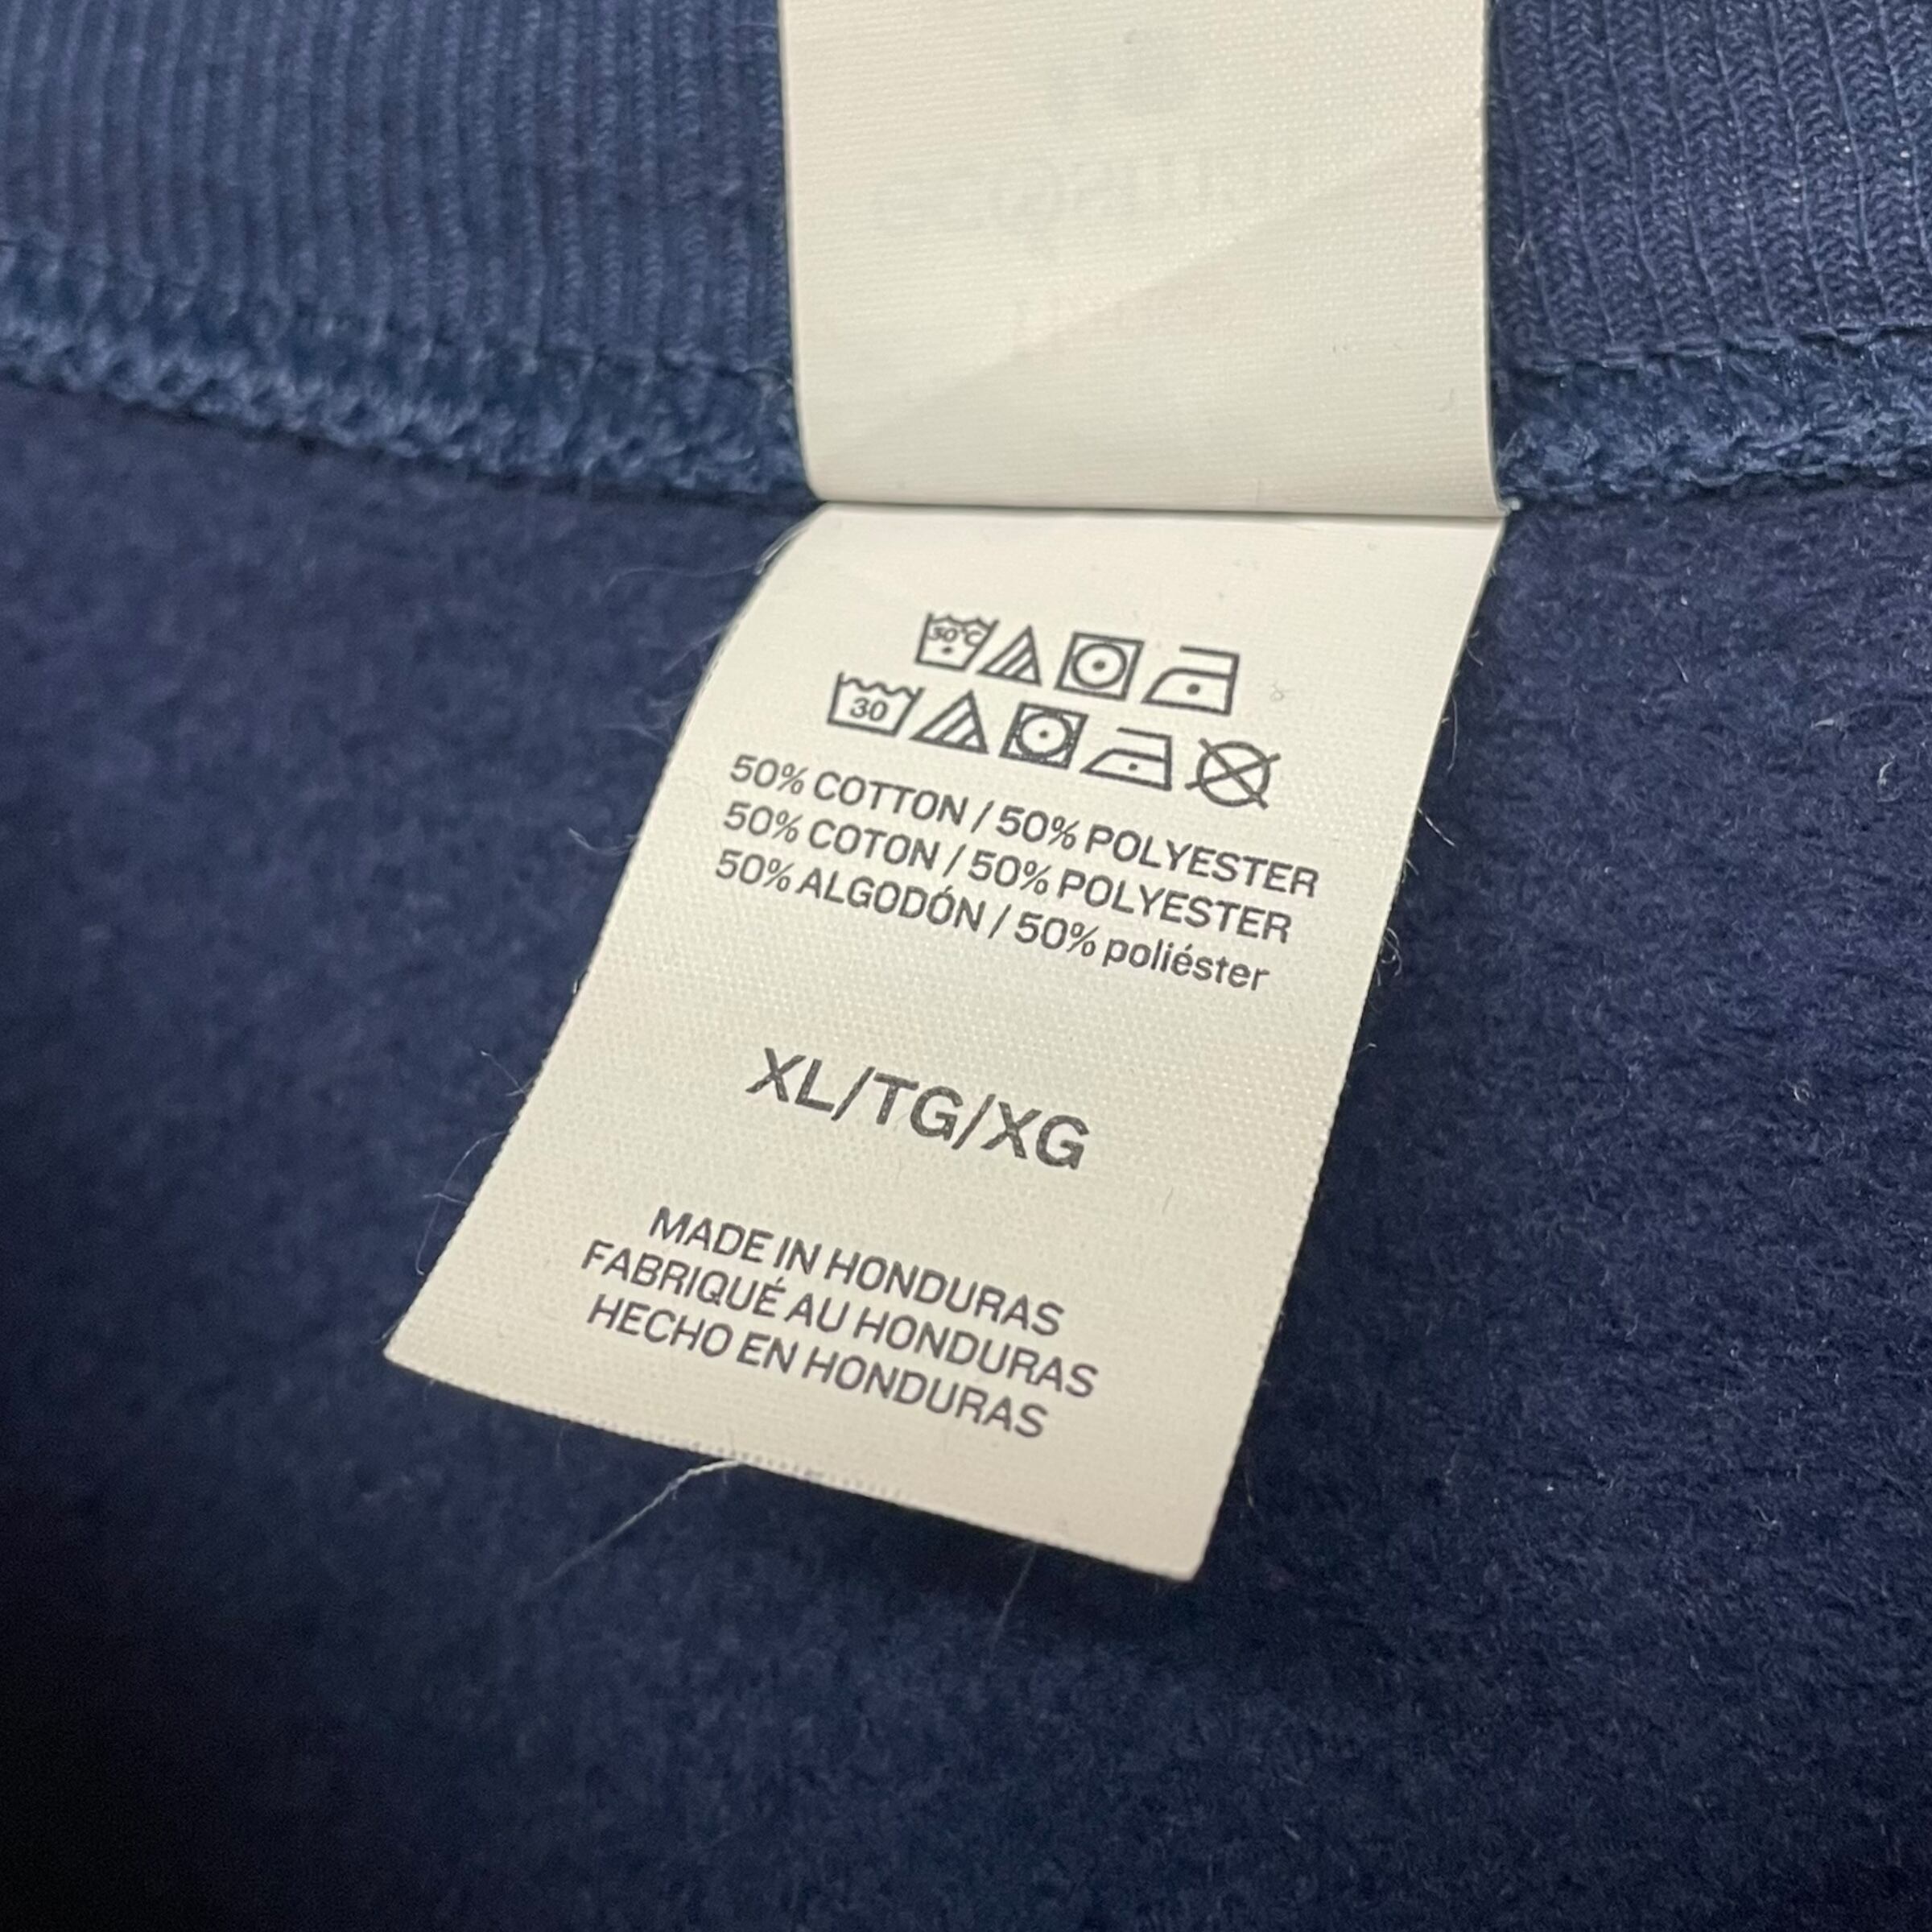 30°C
30
50% COTTON / 50% POLYESTER
50% COTON / 50% POLYESTER
50% ALGODÓN / 50% poliéster
XL/TG/XG
MADE IN HONDURAS
FABRIQUÉ AU HONDURAS
HECHO EN HONDURAS